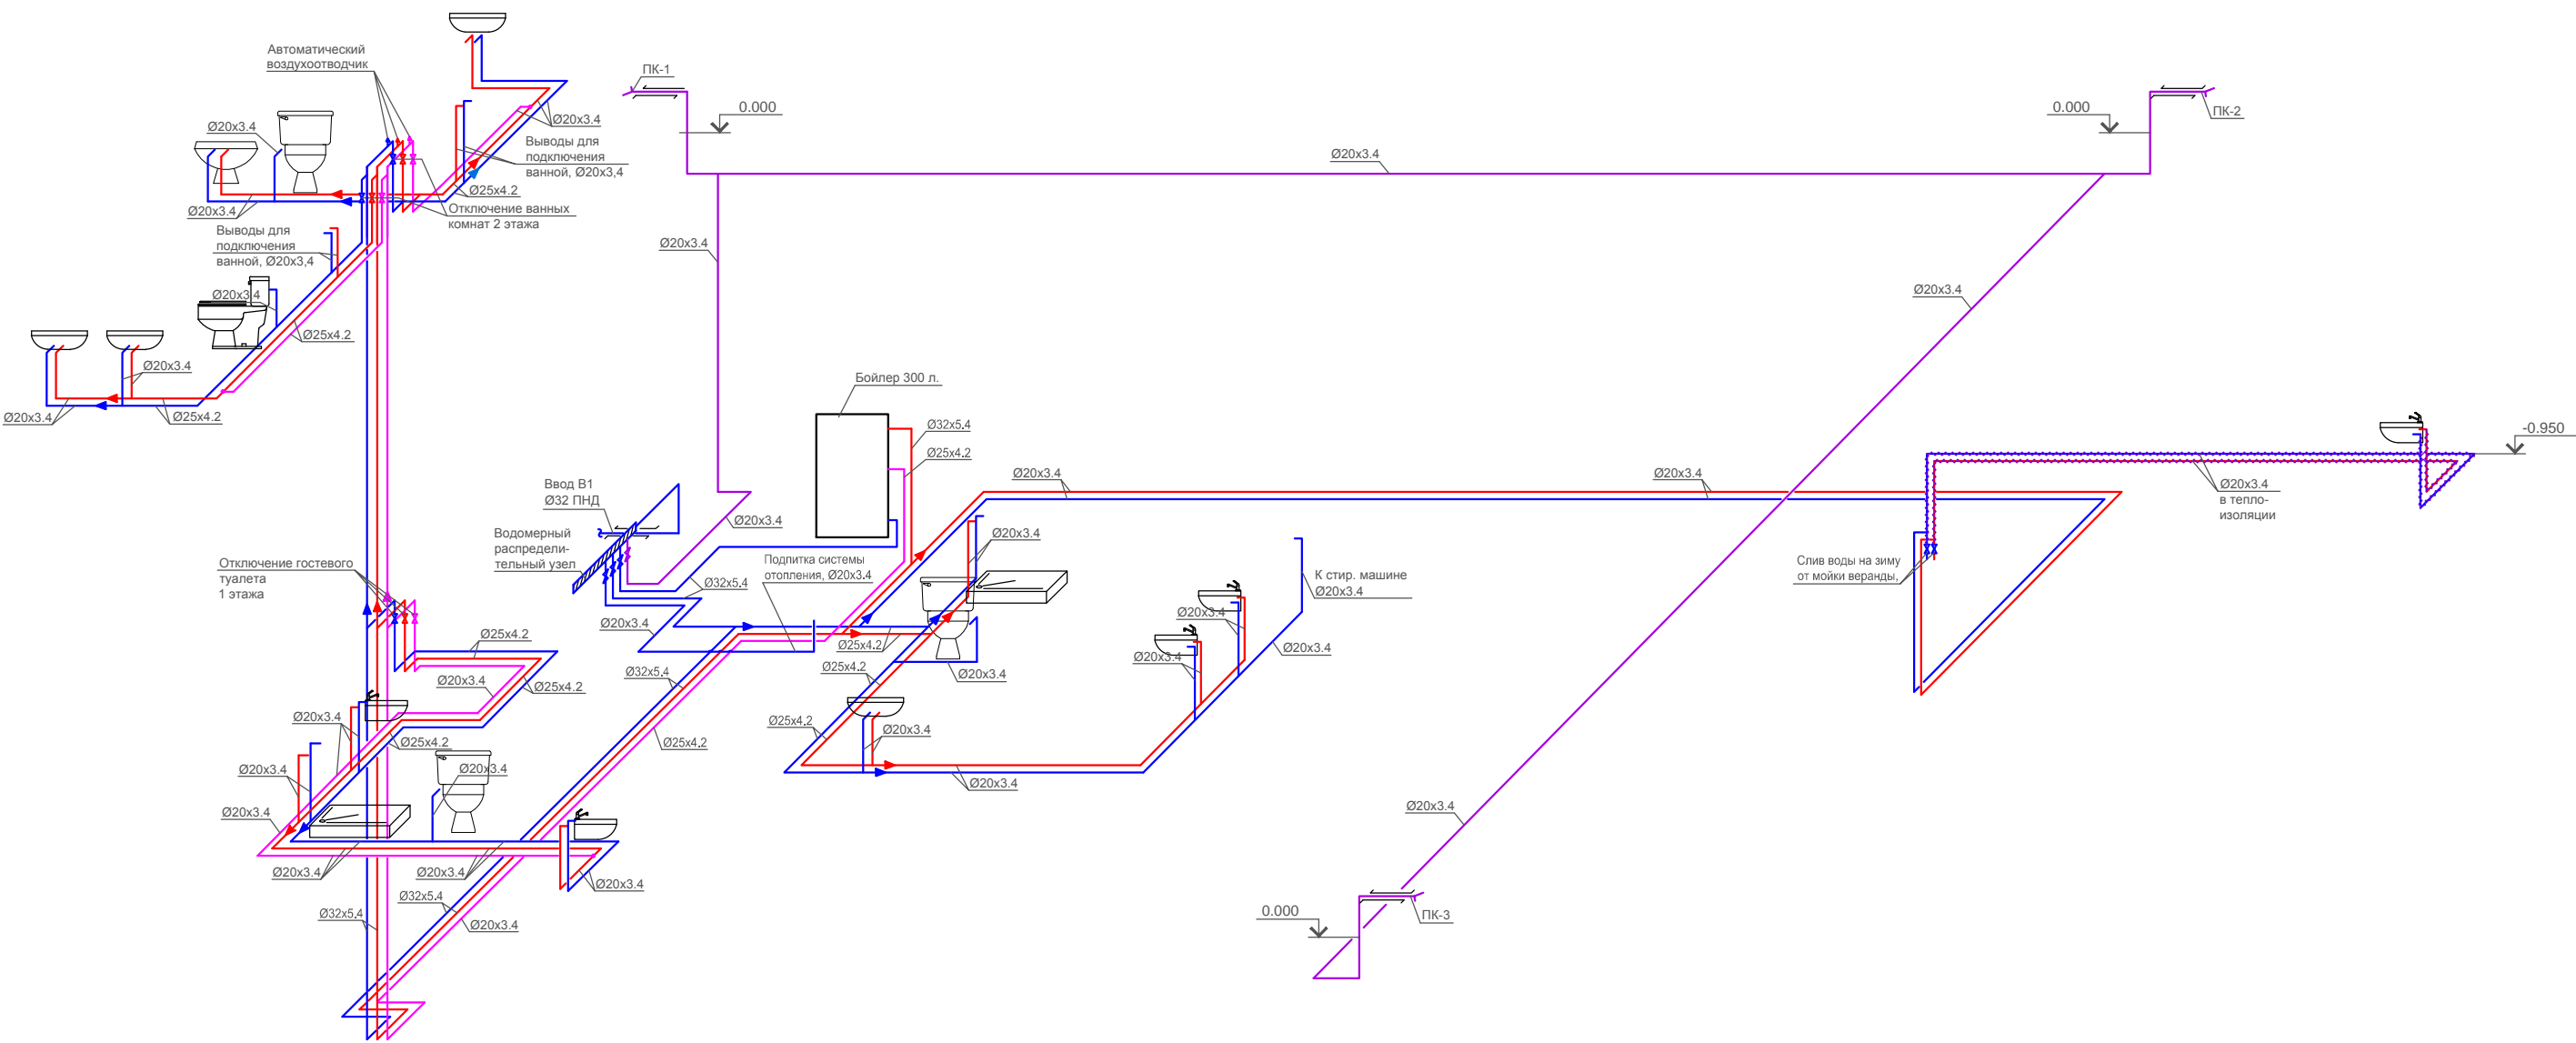 Автоматический
воздухоотводчик
Ø20x3.4
Ø20x3.4
Выводы для
подключения
ванной, Ø20x3,4
Ø25x4.2
Ø20x3.4
Отключение ванных
комнат 2 этажа
Выводы для
подключения
ванной, Ø20x3,4
Ø20x3.4
Ø25x4.2
Ø20x3.4
Ø20x3.4
Ø25x4.2
ПК-1
0.000
Ø20x3.4
0.000
ПК-2
Ø20x3.4
Ø20x3.4
Бойлер 300 л.
Ø32x5.4
Ø25x4.2
Ввод В1
Ø32 ПНД
Водомерный
распредели-
тельный узел
Ø20x3.4
Подпитка системы
отопления, Ø20x3.4
Ø32x5.4
Ø20x3.4
Ø20x3.4
Ø20x3.4
Ø20x3.4
К стир. машине
Ø20x3.4
Ø20x3.4
Ø20x3.4
Ø20x3.4
Ø25x4.2
Ø25x4.2
Ø20x3.4
Ø32x5.4
Ø25x4.2
Ø25x4.2
Ø20x3.4
Ø20x3.4
-0.950
Ø20x3.4
в тепло-
изоляции
Слив воды на зиму
от мойки веранды,
Отключение гостевого
туалета
1 этажа
Ø25x4.2
Ø20x3.4
Ø25x4.2
Ø20x3.4
Ø25x4.2
Ø20x3.4
Ø20x3.4
Ø20x3.4
Ø20x3.4
Ø20x3.4
Ø20x3.4
Ø32x5.4
Ø32x5.4
Ø20x3.4
Ø20x3.4
0.000
ПК-3